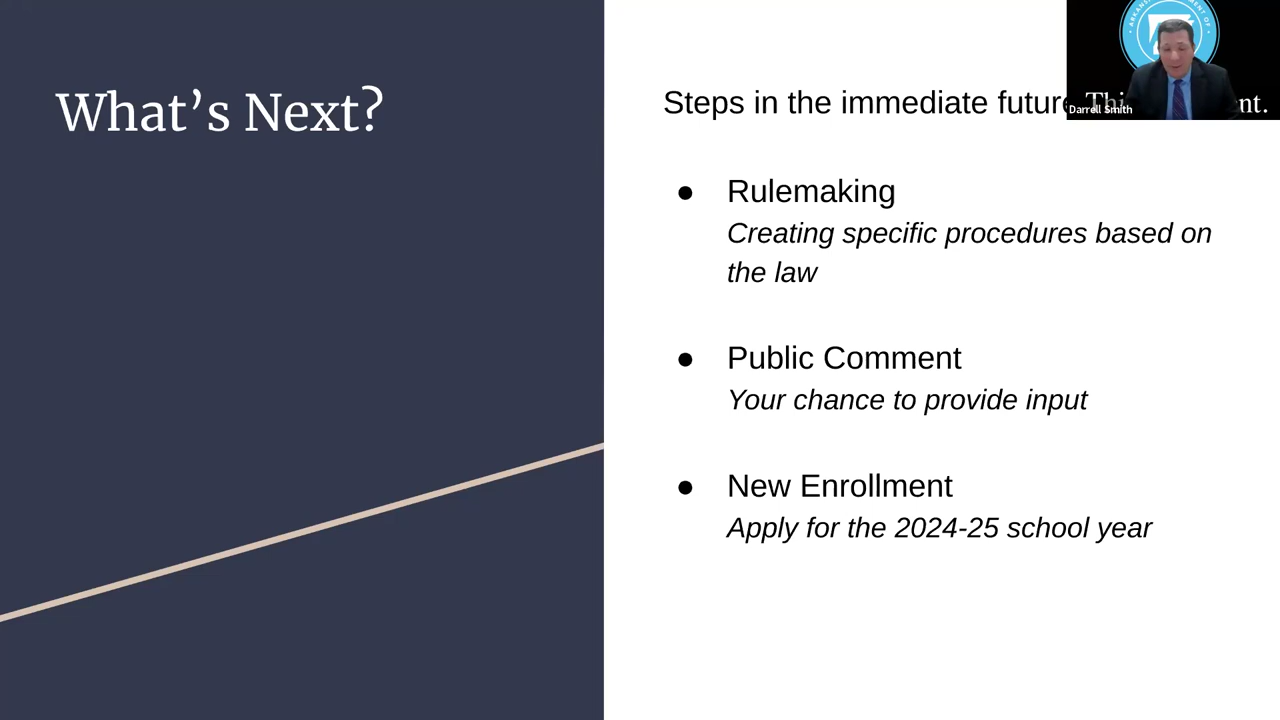 What’s Next?
Steps in the immediate future
Darrell Smith
● Rulemaking
Creating specific procedures based on
the law
● Public Comment
Your chance to provide input
● New Enrollment
Apply for the 2024-25 school year